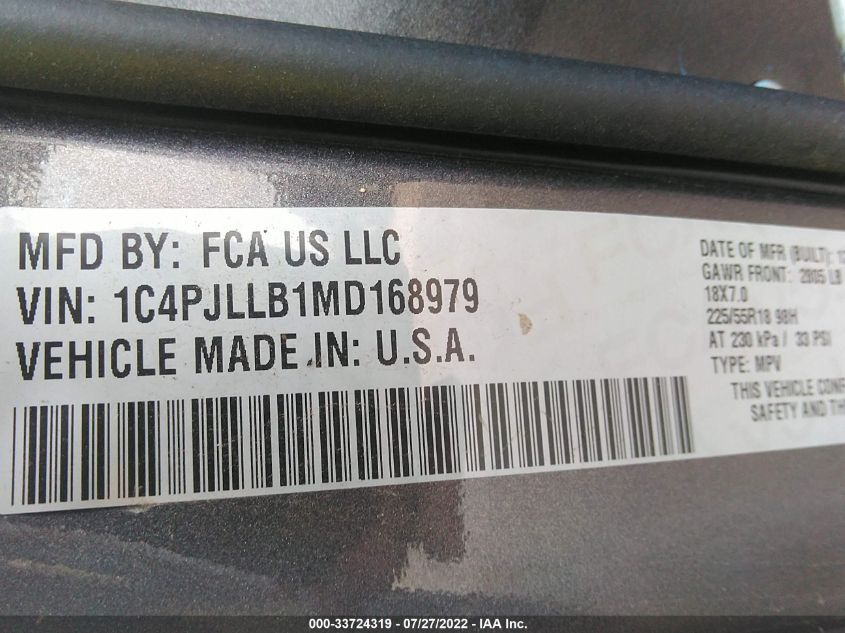 MFD BY: FCA US LLC
VIN: 1C4PJLLB1MD168979
VEHICLE MADE IN: U.S.A.
DATE OF MFR (BUILT):
GAWR FRONT: 2805 LB
18X7.0
225/55R18 98H
AT 230 kPa / 33 PSI
TYPE: MPV
THIS VEHICLE
SAFETY AND
000-33724319 / 07/27/2022 - IAA Inc.